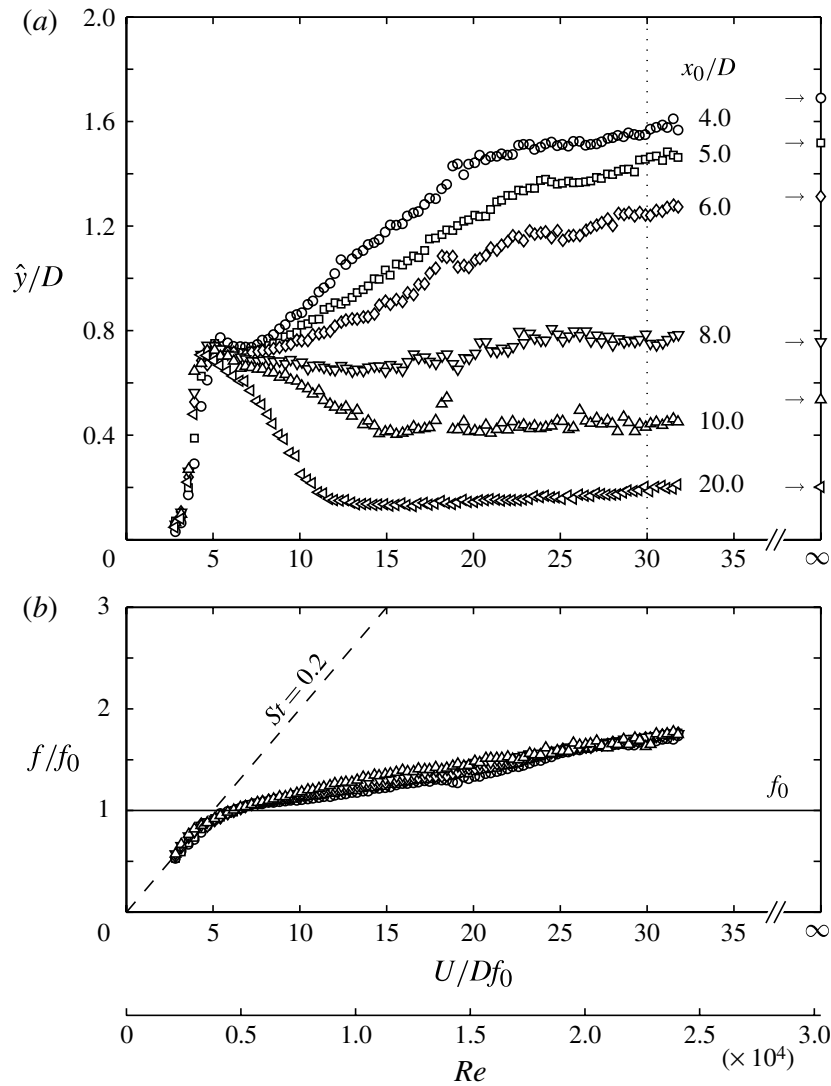 (a)
2.0
1.6
1.2
0.8
0.4
0
ŷ/D
x₀/D
4.0
5.0
6.0
8.0
10.0
20.0
→
→
→
→
→
→
5 10 15 20 25 30 35 // ∞
(b)
3
2
1
0
f/f₀
St = 0.2
f₀
5 10 15 20 25 30 35 // ∞
U/Df₀
0 0.5 1.0 1.5 2.0 2.5 3.0
(× 10⁴)
Re